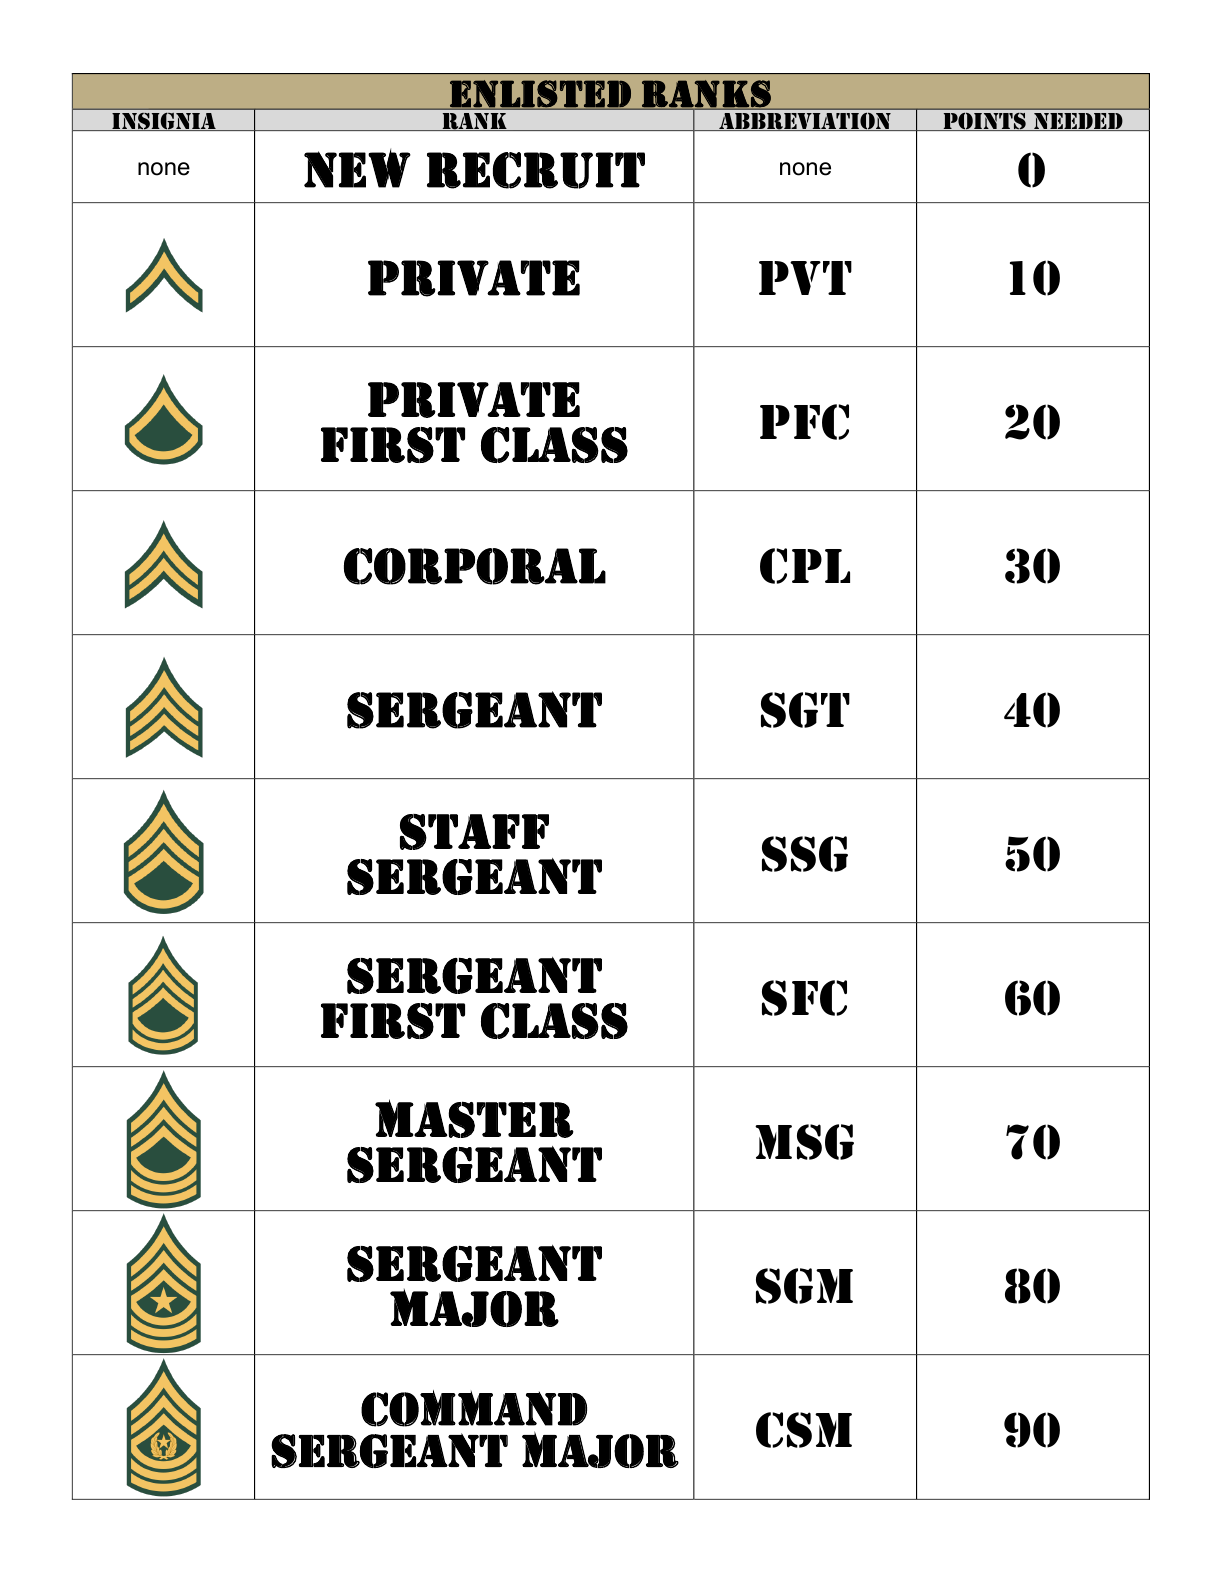 ENLISTED RANKS
INSIGNIA RANK ABBREVIATION POINTS NEEDED
none NEW RECRUIT none 0
PRIVATE PVT 10
PRIVATE
FIRST CLASS PFC 20
CORPORAL CPL 30
SERGEANT SGT 40
STAFF
SERGEANT SSG 50
SERGEANT
FIRST CLASS SFC 60
MASTER
SERGEANT MSG 70
SERGEANT
MAJOR SGM 80
COMMAND
SERGEANT MAJOR CSM 90